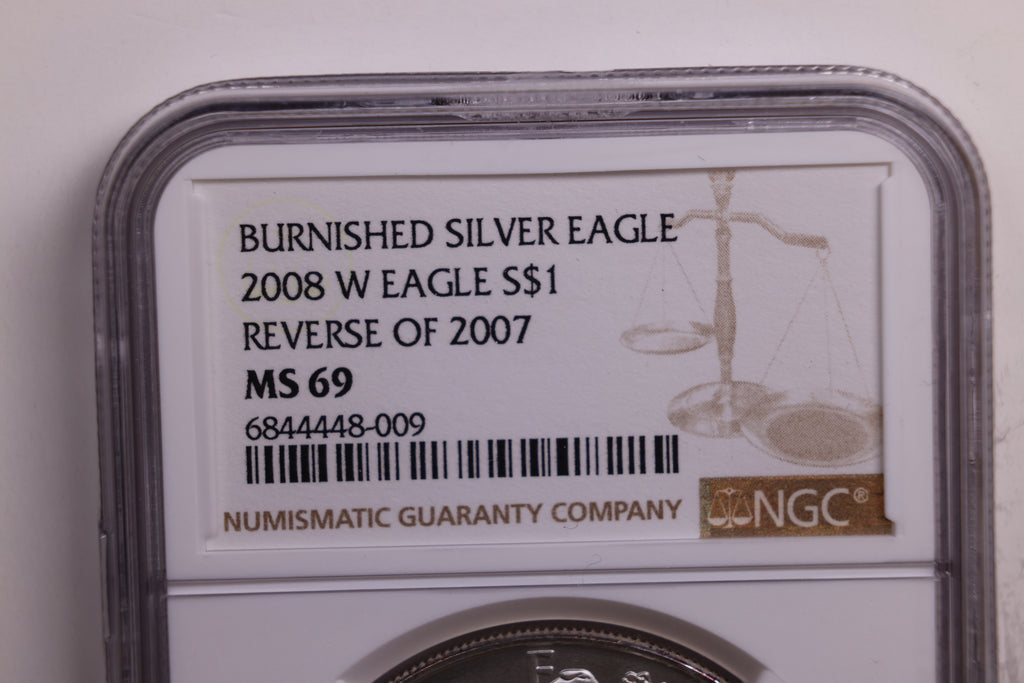 BURNISHED SILVER EAGLE
2008 W EAGLE S$1
REVERSE OF 2007
MS 69
6844448-009
NUMISMATIC GUARANTY COMPANY
NGC®
E